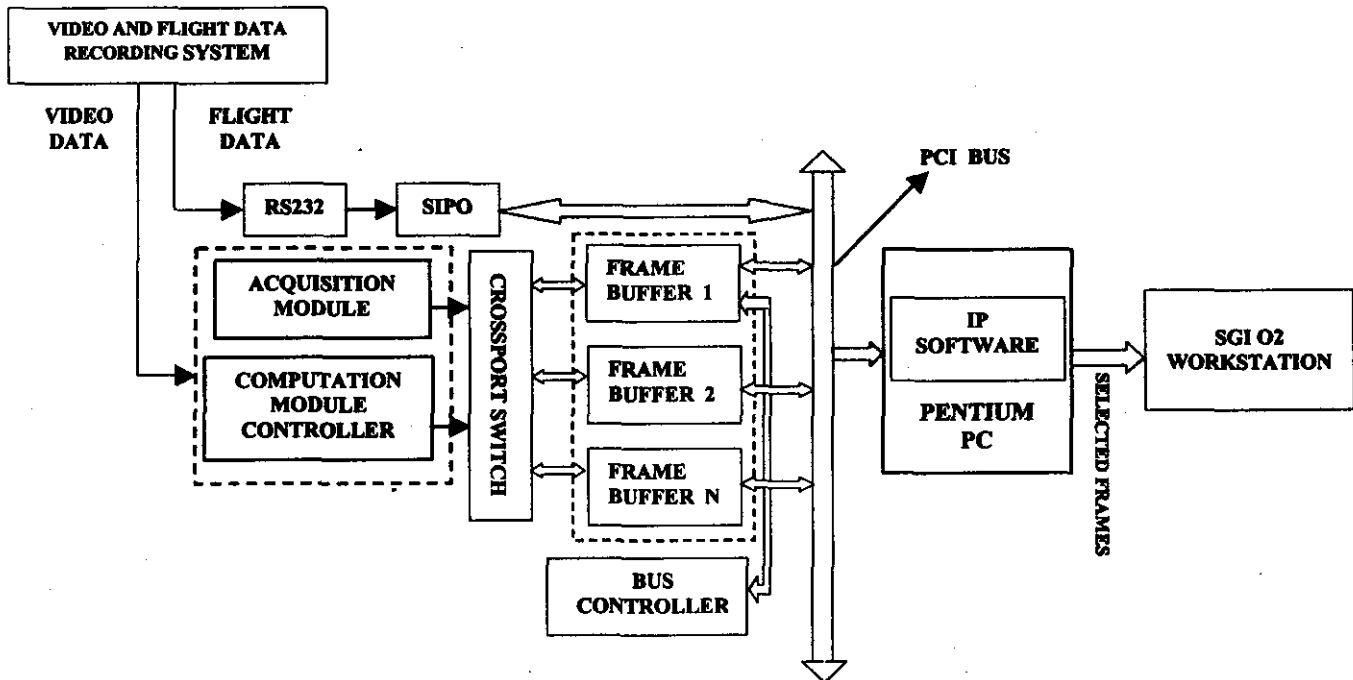 VIDEO AND FLIGHT DATA
RECORDING SYSTEM
VIDEO
DATA
FLIGHT
DATA
PCI BUS
RS232
SIPO
ACQUISITION
MODULE
COMPUTATION
MODULE
CONTROLLER
CROSSPORT SWITCH
FRAME
BUFFER 1
FRAME
BUFFER 2
FRAME
BUFFER N
BUS
CONTROLLER
IP
SOFTWARE
PENTIUM
PC
SELECTED FRAMES
SGI O2
WORKSTATION